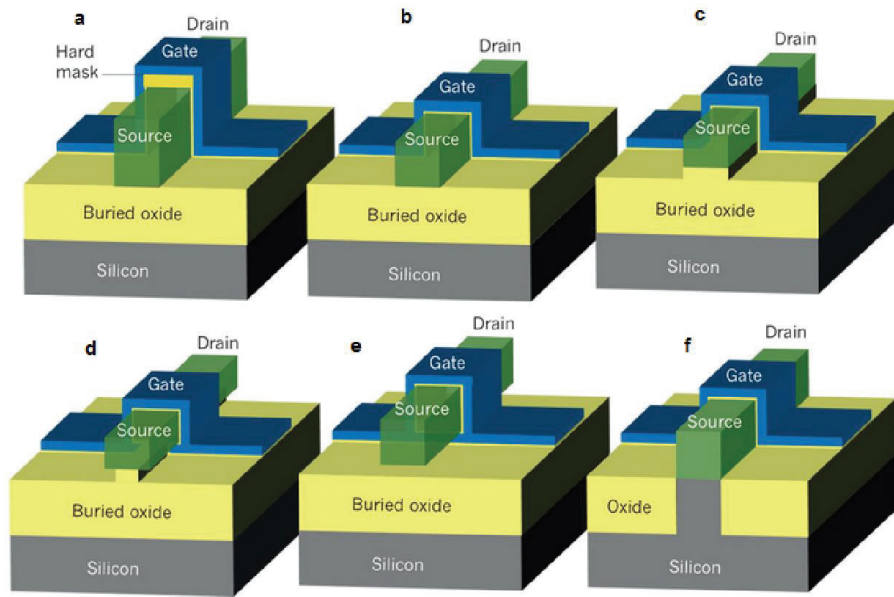 a
Drain
Hard
mask
Gate
Source
Buried oxide
Silicon
b
Drain
Gate
Source
Buried oxide
Silicon
c
Drain
Gate
Source
Buried oxide
Silicon
d
Drain
Gate
Source
Buried oxide
Silicon
e
Drain
Gate
Source
Buried oxide
Silicon
f
Drain
Gate
Source
Oxide
Silicon